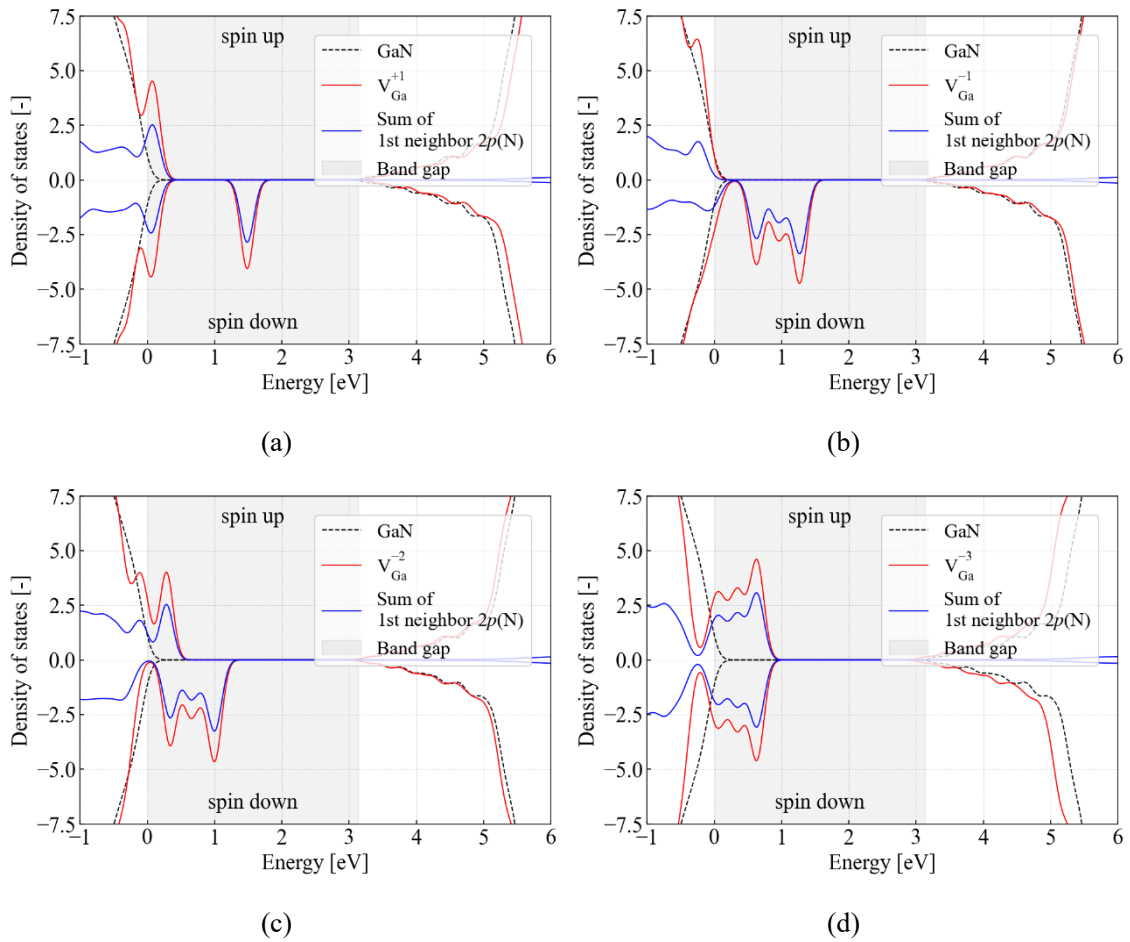 7.5
5.0
2.5
0.0
−2.5
−5.0
−7.5
Density of states [-]
spin up
GaN
V_Ga^{+1}
Sum of
1st neighbor 2p(N)
Band gap
spin down
−1 0 1 2 3 4 5 6
Energy [eV]
(a)
7.5
5.0
2.5
0.0
−2.5
−5.0
−7.5
Density of states [-]
spin up
GaN
V_Ga^{−1}
Sum of
1st neighbor 2p(N)
Band gap
spin down
−1 0 1 2 3 4 5 6
Energy [eV]
(b)
7.5
5.0
2.5
0.0
−2.5
−5.0
−7.5
Density of states [-]
spin up
GaN
V_Ga^{−2}
Sum of
1st neighbor 2p(N)
Band gap
spin down
−1 0 1 2 3 4 5 6
Energy [eV]
(c)
7.5
5.0
2.5
0.0
−2.5
−5.0
−7.5
Density of states [-]
spin up
GaN
V_Ga^{−3}
Sum of
1st neighbor 2p(N)
Band gap
spin down
−1 0 1 2 3 4 5 6
Energy [eV]
(d)